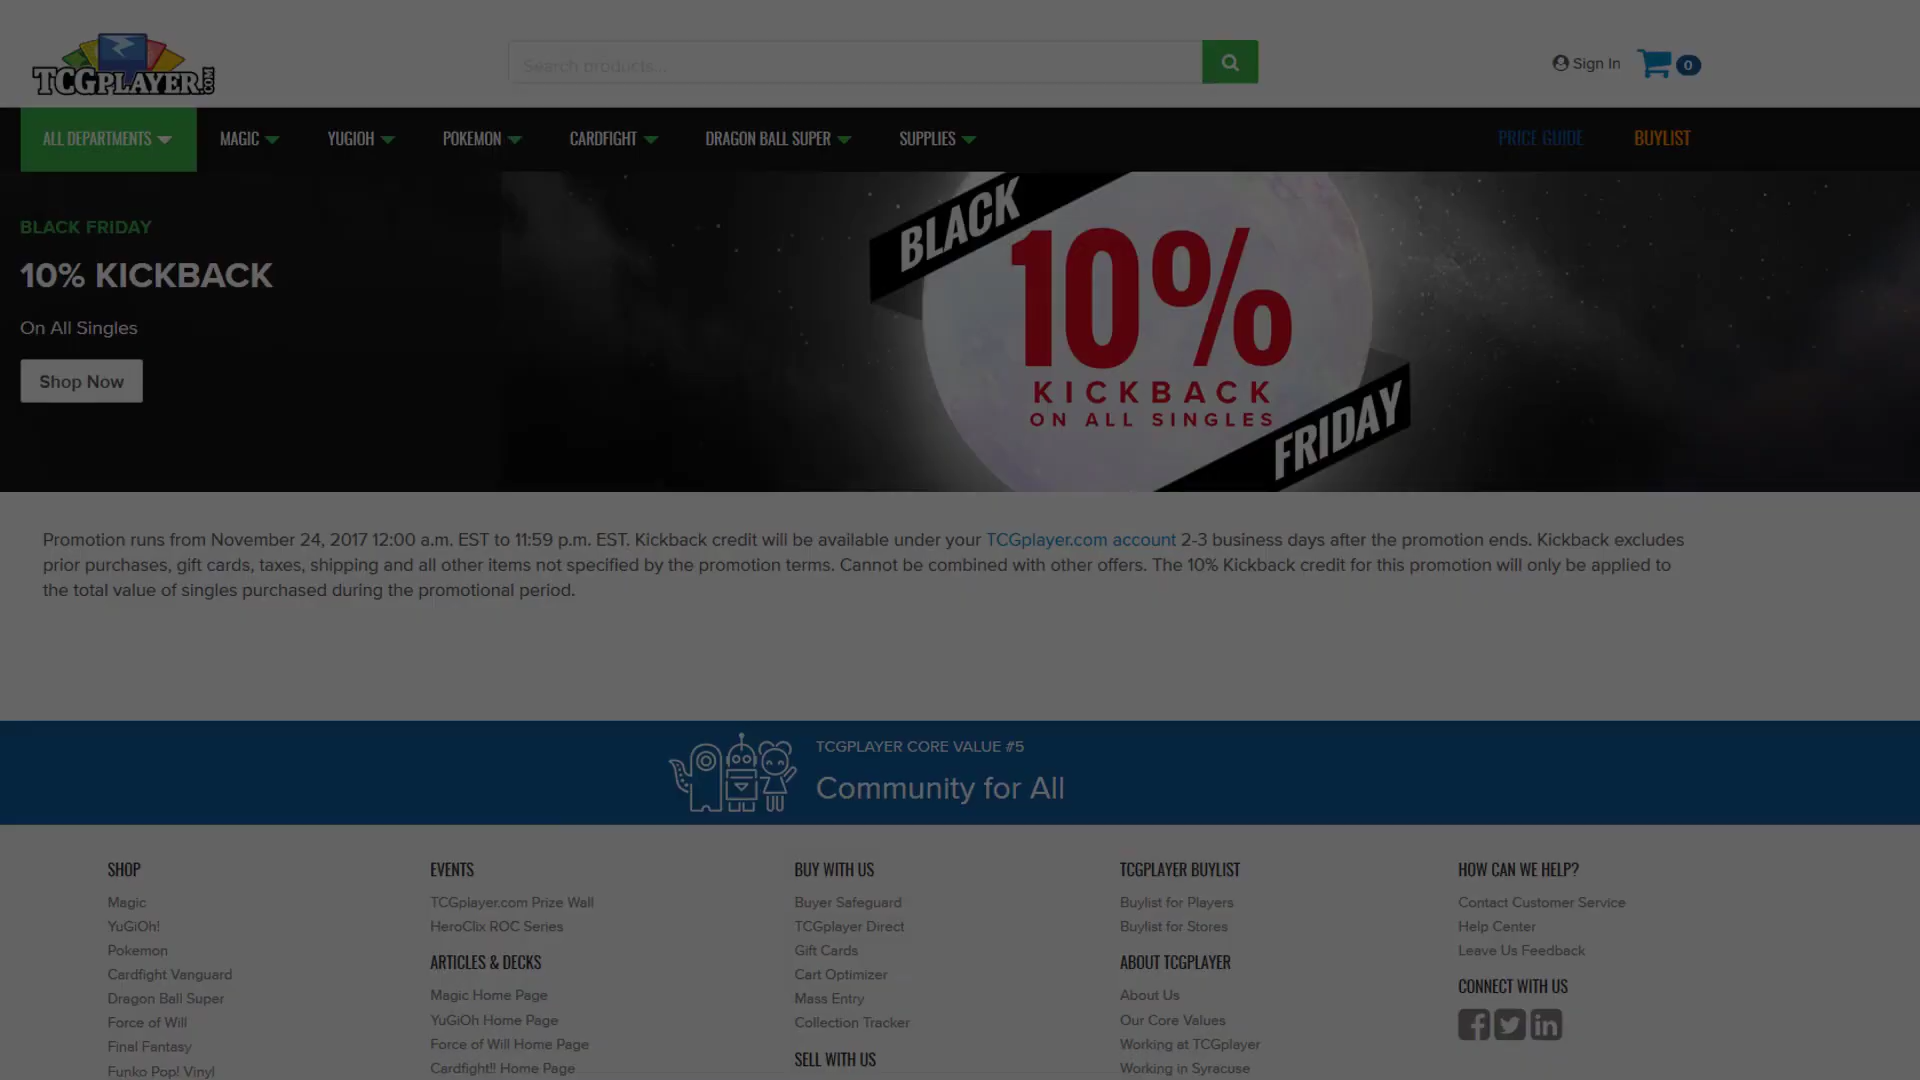 TCGPLAYER.COM
Search products...
Sign In
0
ALL DEPARTMENTS
MAGIC
YUGIOH
POKEMON
CARDFIGHT
DRAGON BALL SUPER
SUPPLIES
PRICE GUIDE
BUYLIST
BLACK FRIDAY
10% KICKBACK
On All Singles
Shop Now
BLACK
10%
KICKBACK
ON ALL SINGLES
FRIDAY
Promotion runs from November 24, 2017 12:00 a.m. EST to 11:59 p.m. EST. Kickback credit will be available under your TCGplayer.com account 2-3 business days after the promotion ends. Kickback excludes
prior purchases, gift cards, taxes, shipping and all other items not specified by the promotion terms. Cannot be combined with other offers. The 10% Kickback credit for this promotion will only be applied to
the total value of singles purchased during the promotional period.
TCGPLAYER CORE VALUE #5
Community for All
SHOP
Magic
YuGiOh!
Pokemon
Cardfight Vanguard
Dragon Ball Super
Force of Will
Final Fantasy
Funko Pop! Vinyl
EVENTS
TCGplayer.com Prize Wall
HeroClix ROC Series
ARTICLES & DECKS
Magic Home Page
YuGiOh Home Page
Force of Will Home Page
Cardfight!! Home Page
BUY WITH US
Buyer Safeguard
TCGplayer Direct
Gift Cards
Cart Optimizer
Mass Entry
Collection Tracker
SELL WITH US
TCGPLAYER BUYLIST
Buylist for Players
Buylist for Stores
ABOUT TCGPLAYER
About Us
Our Core Values
Working at TCGplayer
Working in Syracuse
HOW CAN WE HELP?
Contact Customer Service
Help Center
Leave Us Feedback
CONNECT WITH US